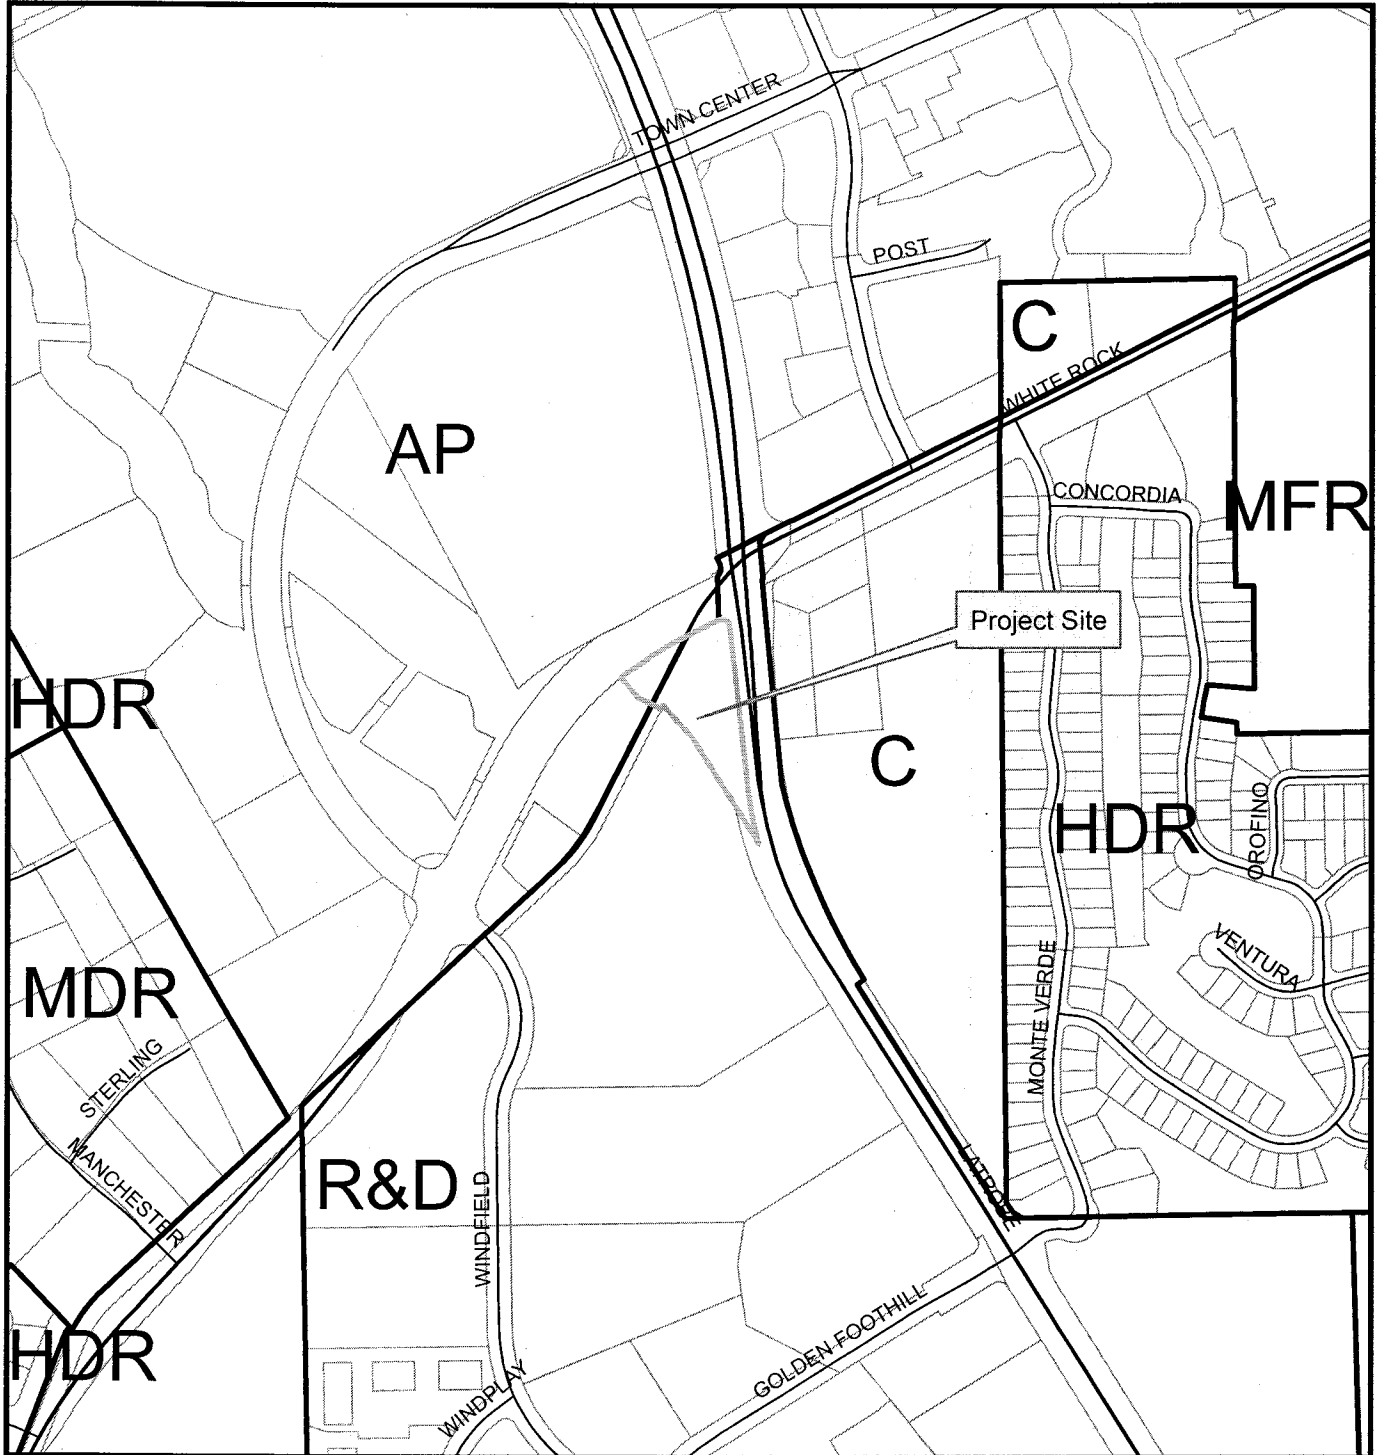 TOWN CENTER
POST
C
WHITE ROCK
AP
CONCORDIA
MFR
Project Site
HDR
C
HDR
OROFINO
VENTURA
MDR
MONTE VERDE
STERLING
MANCHESTER
R&D
WINDFIELD
LATROBE
GOLDEN FOOTHILL
HDR
WINDPLAY